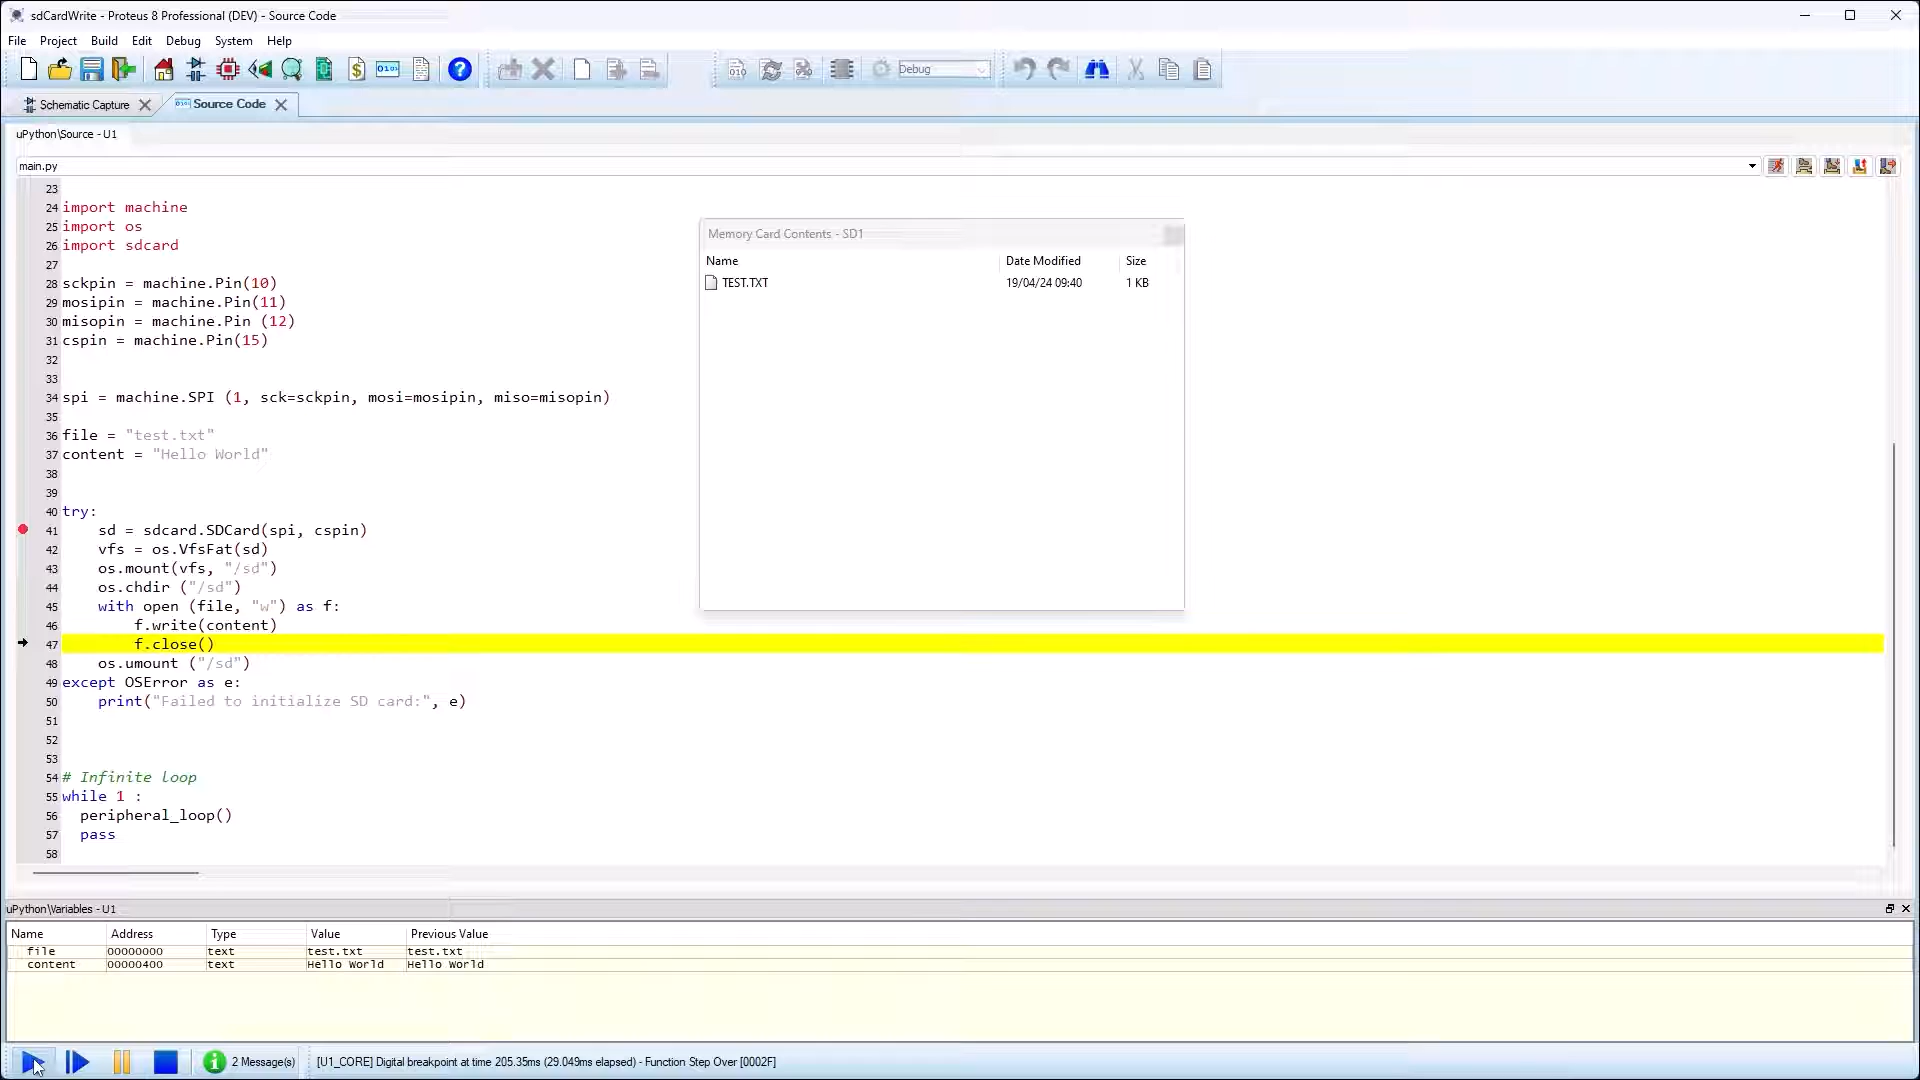 sdCardWrite - Proteus 8 Professional (DEV) - Source Code
File Project Build Edit Debug System Help
Debug
Schematic Capture Source Code
uPython\Source - U1
main.py
23
24 import machine
25 import os
26 import sdcard
27
28 sckpin = machine.Pin(10)
29 mosipin = machine.Pin(11)
30 misopin = machine.Pin (12)
31 cspin = machine.Pin(15)
32
33
34 spi = machine.SPI (1, sck=sckpin, mosi=mosipin, miso=misopin)
35
36 file = "test.txt"
37 content = "Hello World"
38
39
40 try:
41 sd = sdcard.SDCard(spi, cspin)
42 vfs = os.VfsFat(sd)
43 os.mount(vfs, "/sd")
44 os.chdir ("/sd")
45 with open (file, "w") as f:
46 f.write(content)
47 f.close()
48 os.umount ("/sd")
49 except OSError as e:
50 print("Failed to initialize SD card:", e)
51
52
53
54 # Infinite loop
55 while 1 :
56 peripheral_loop()
57 pass
58
Memory Card Contents - SD1
Name Date Modified Size
TEST.TXT 19/04/24 09:40 1 KB
uPython\Variables - U1
Name Address Type Value Previous Value
file 00000000 text test.txt test.txt
content 00000400 text Hello World Hello World
2 Message(s) [U1_CORE] Digital breakpoint at time 205.35ms (29.049ms elapsed) - Function Step Over [0002F]